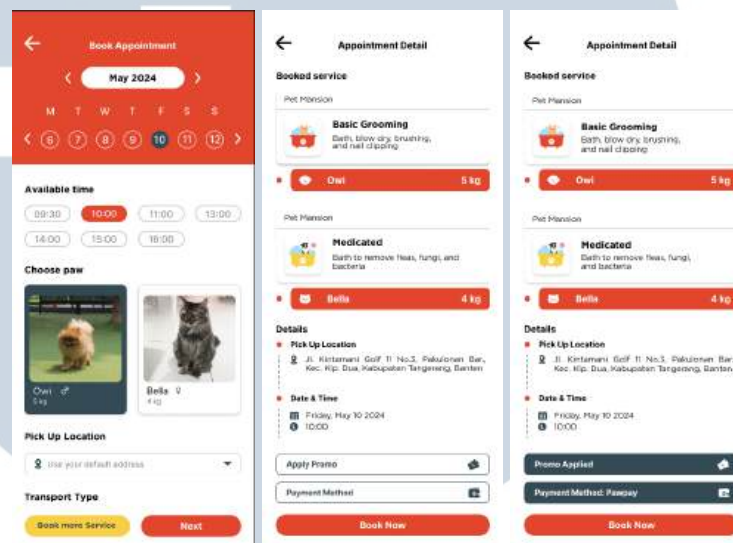 Book Appointment
May 2024
M T W T F S S
6 7 8 9 10 11 12
Available time
09:30 10:00 11:00 13:00
14:00 15:00 16:00
Choose paw
Owi
5 kg
Bella
4 kg
Pick Up Location
Use your default address
Transport Type
Book more Service
Next
Appointment Detail
Booked service
Pet Mansion
Basic Grooming
Bath, blow dry, brushing,
and nail clipping
Owi 5 kg
Pet Mansion
Medicated
Bath to remove fleas, fungi, and
bacteria
Bella 4 kg
Details
Pick Up Location
Jl. Kintamani Golf 11 No.3, Pakulonan Bar.,
Kec. Klp. Dua, Kabupaten Tangerang, Banten
Date & Time
Friday, May 10 2024
10:00
Apply Promo
Payment Method
Book Now
Appointment Detail
Booked service
Pet Mansion
Basic Grooming
Bath, blow dry, brushing,
and nail clipping
Owi 5 kg
Pet Mansion
Medicated
Bath to remove fleas, fungi,
and bacteria
Bella 4 kg
Details
Pick Up Location
Jl. Kintamani Golf 11 No.3, Pakulonan Bar.,
Kec. Klp. Dua, Kabupaten Tangerang, Banten
Date & Time
Friday, May 10 2024
10:00
Promo Applied
Payment Method: Pawpay
Book Now